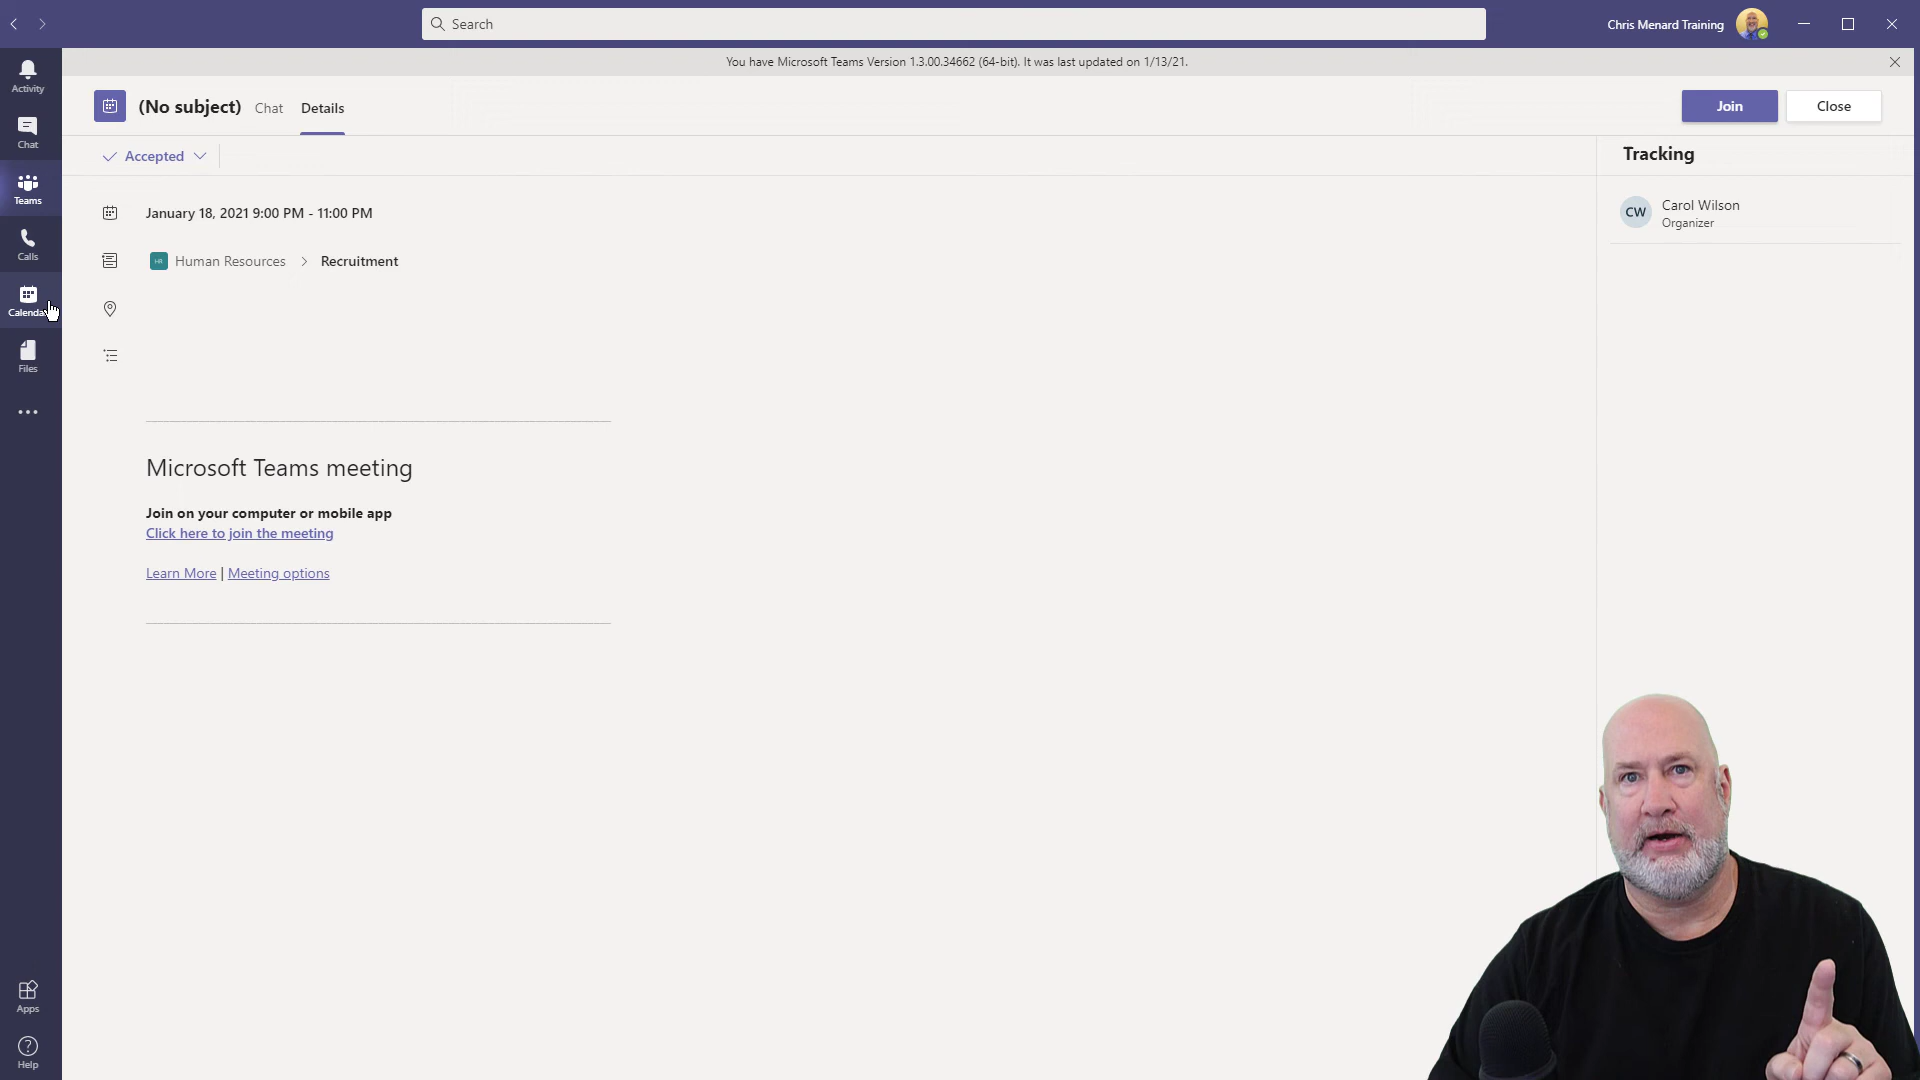 Search
Chris Menard Training
You have Microsoft Teams Version 1.3.00.34662 (64-bit). It was last updated on 1/13/21.
Activity
Chat
Teams
Calls
Calenda
Files
Apps
Help
(No subject)
Chat
Details
Join
Close
Accepted
January 18, 2021 9:00 PM - 11:00 PM
HR
Human Resources
Recruitment
Microsoft Teams meeting
Join on your computer or mobile app
Click here to join the meeting
Learn More | Meeting options
Tracking
CW
Carol Wilson
Organizer